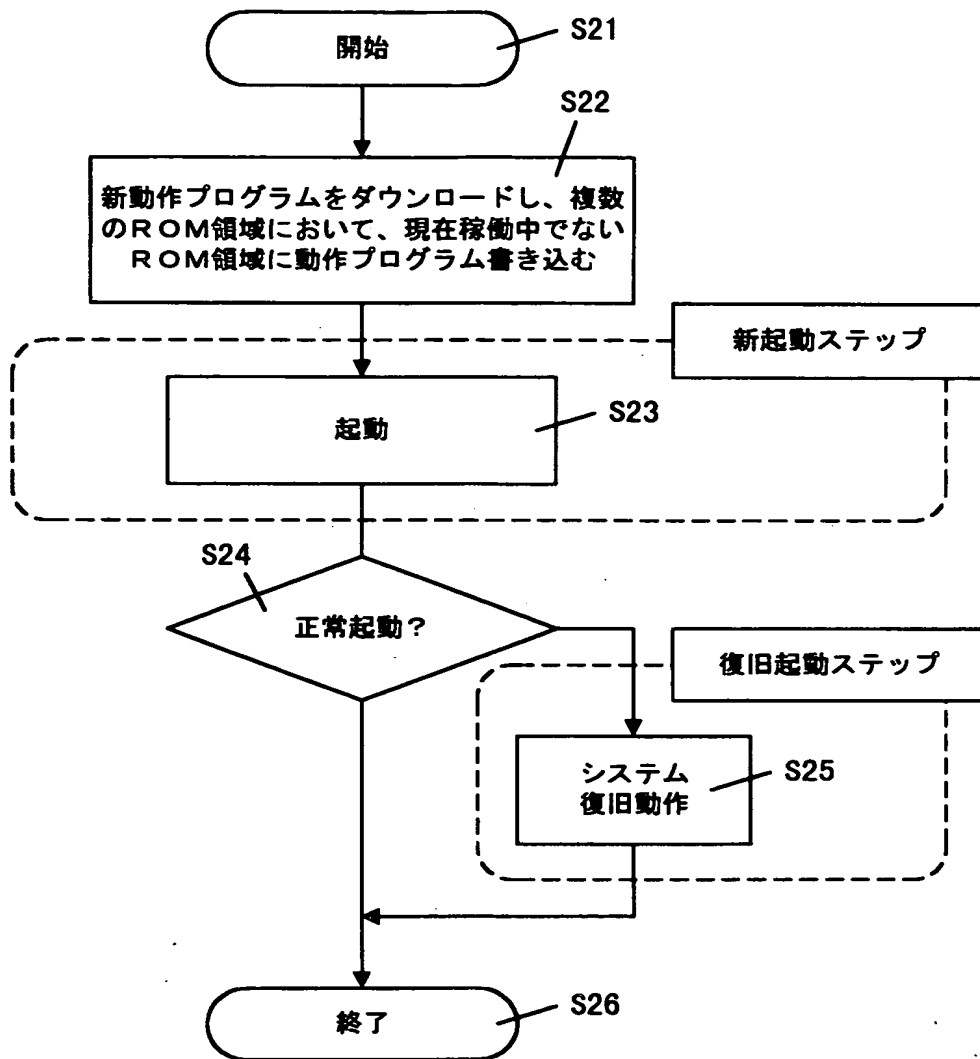 開始
S21
S22
新動作プログラムをダウンロードし、複数
のROM領域において、現在稼働中でない
ROM領域に動作プログラム書き込む
新起動ステップ
起動
S23
S24
正常起動?
復旧起動ステップ
システム
復旧動作
S25
終了
S26